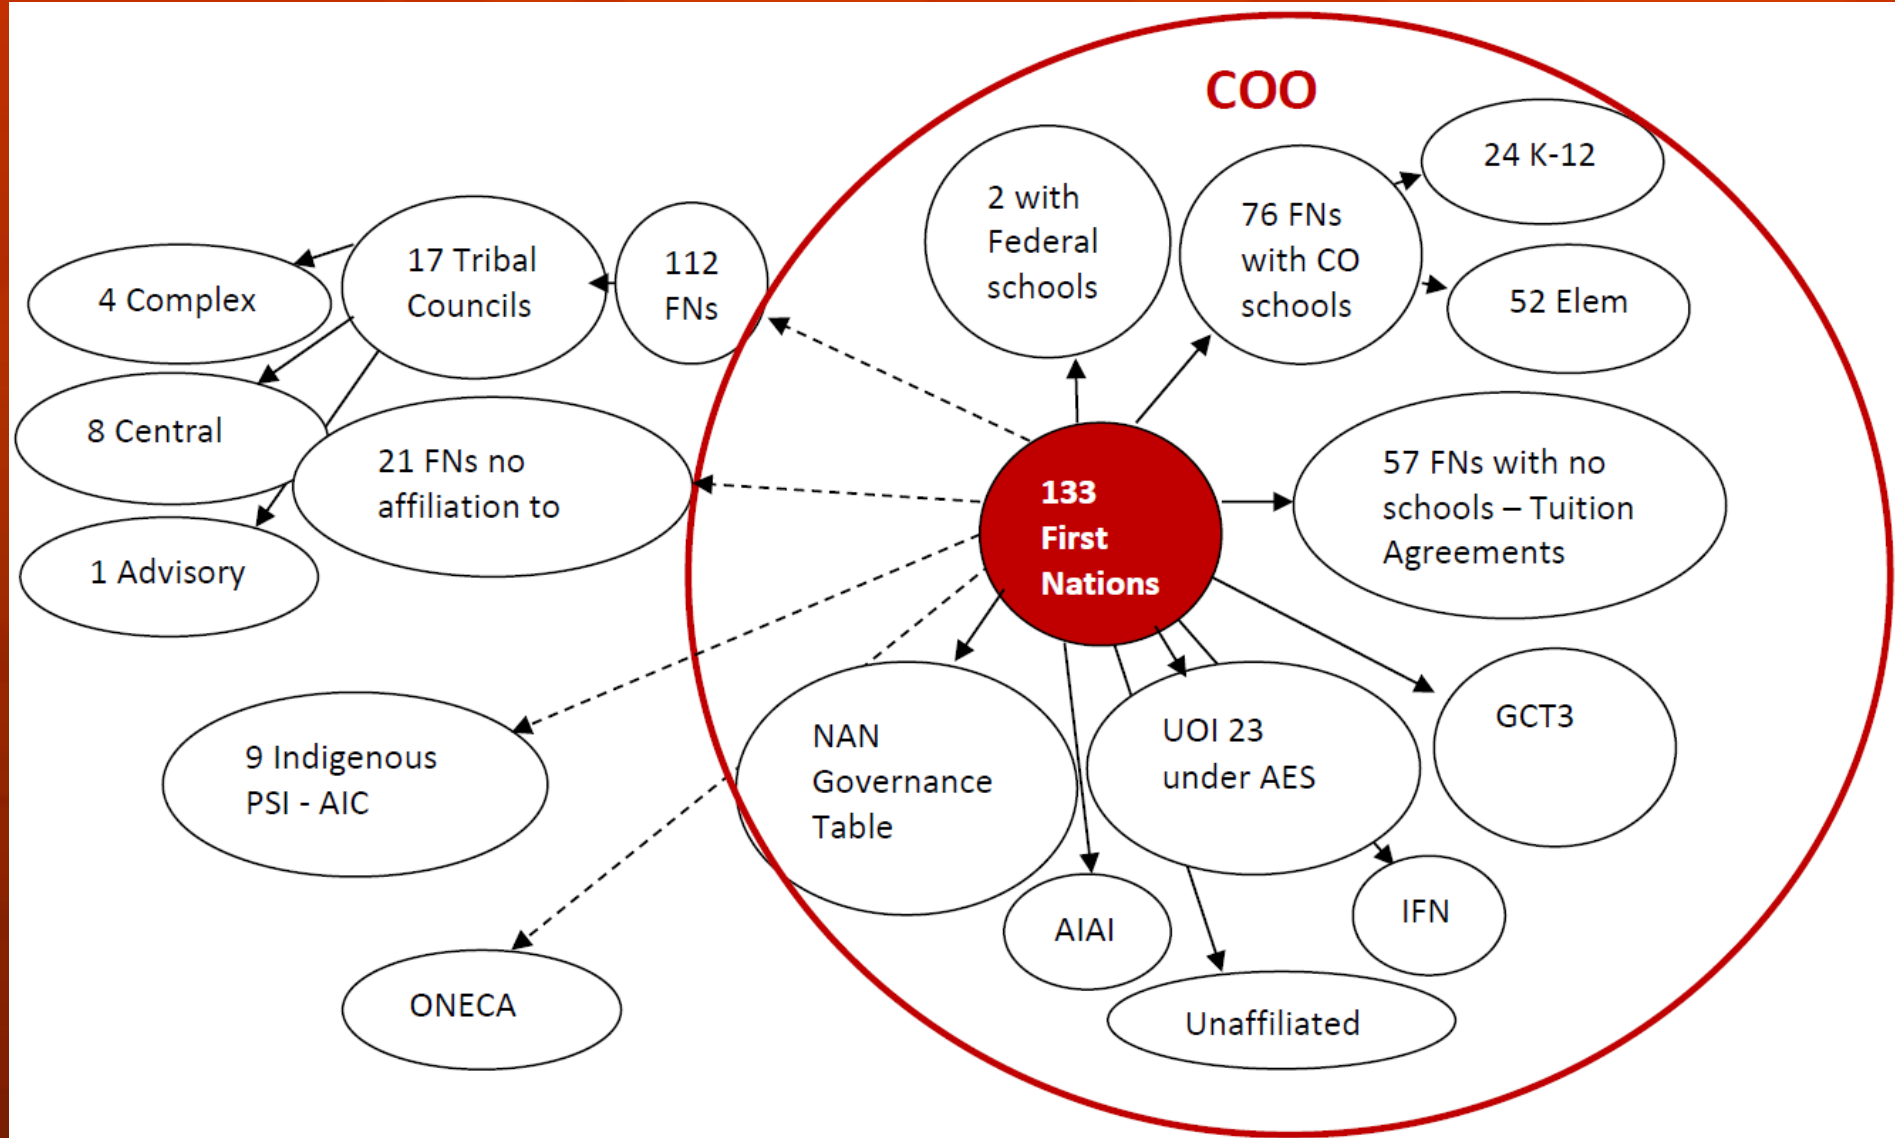 COO
24 K-12
2 with
Federal
schools
76 FNs
with CO
schools
52 Elem
17 Tribal
Councils
112
FNs
4 Complex
8 Central
21 FNs no
affiliation to
1 Advisory
133
First
Nations
57 FNs with no
schools – Tuition
Agreements
9 Indigenous
PSI - AIC
NAN
Governance
Table
UOI 23
under AES
GCT3
AIAI
IFN
ONECA
Unaffiliated